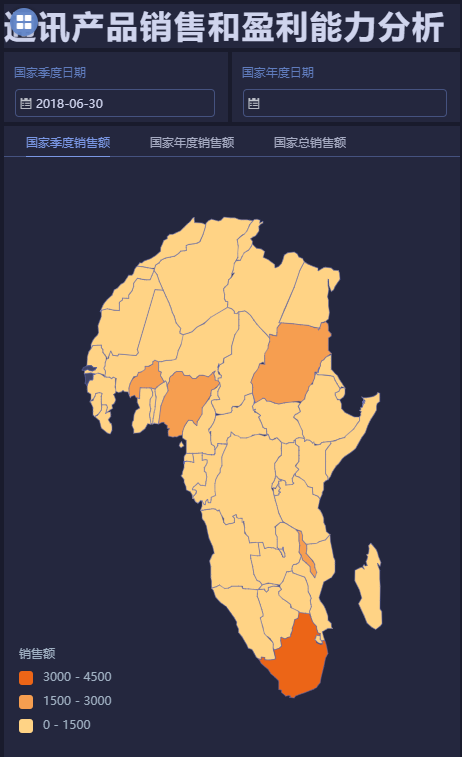 通讯产品销售和盈利能力分析
国家季度日期
国家年度日期
2018-06-30
国家季度销售额
国家年度销售额
国家总销售额
销售额
3000 - 4500
1500 - 3000
0 - 1500